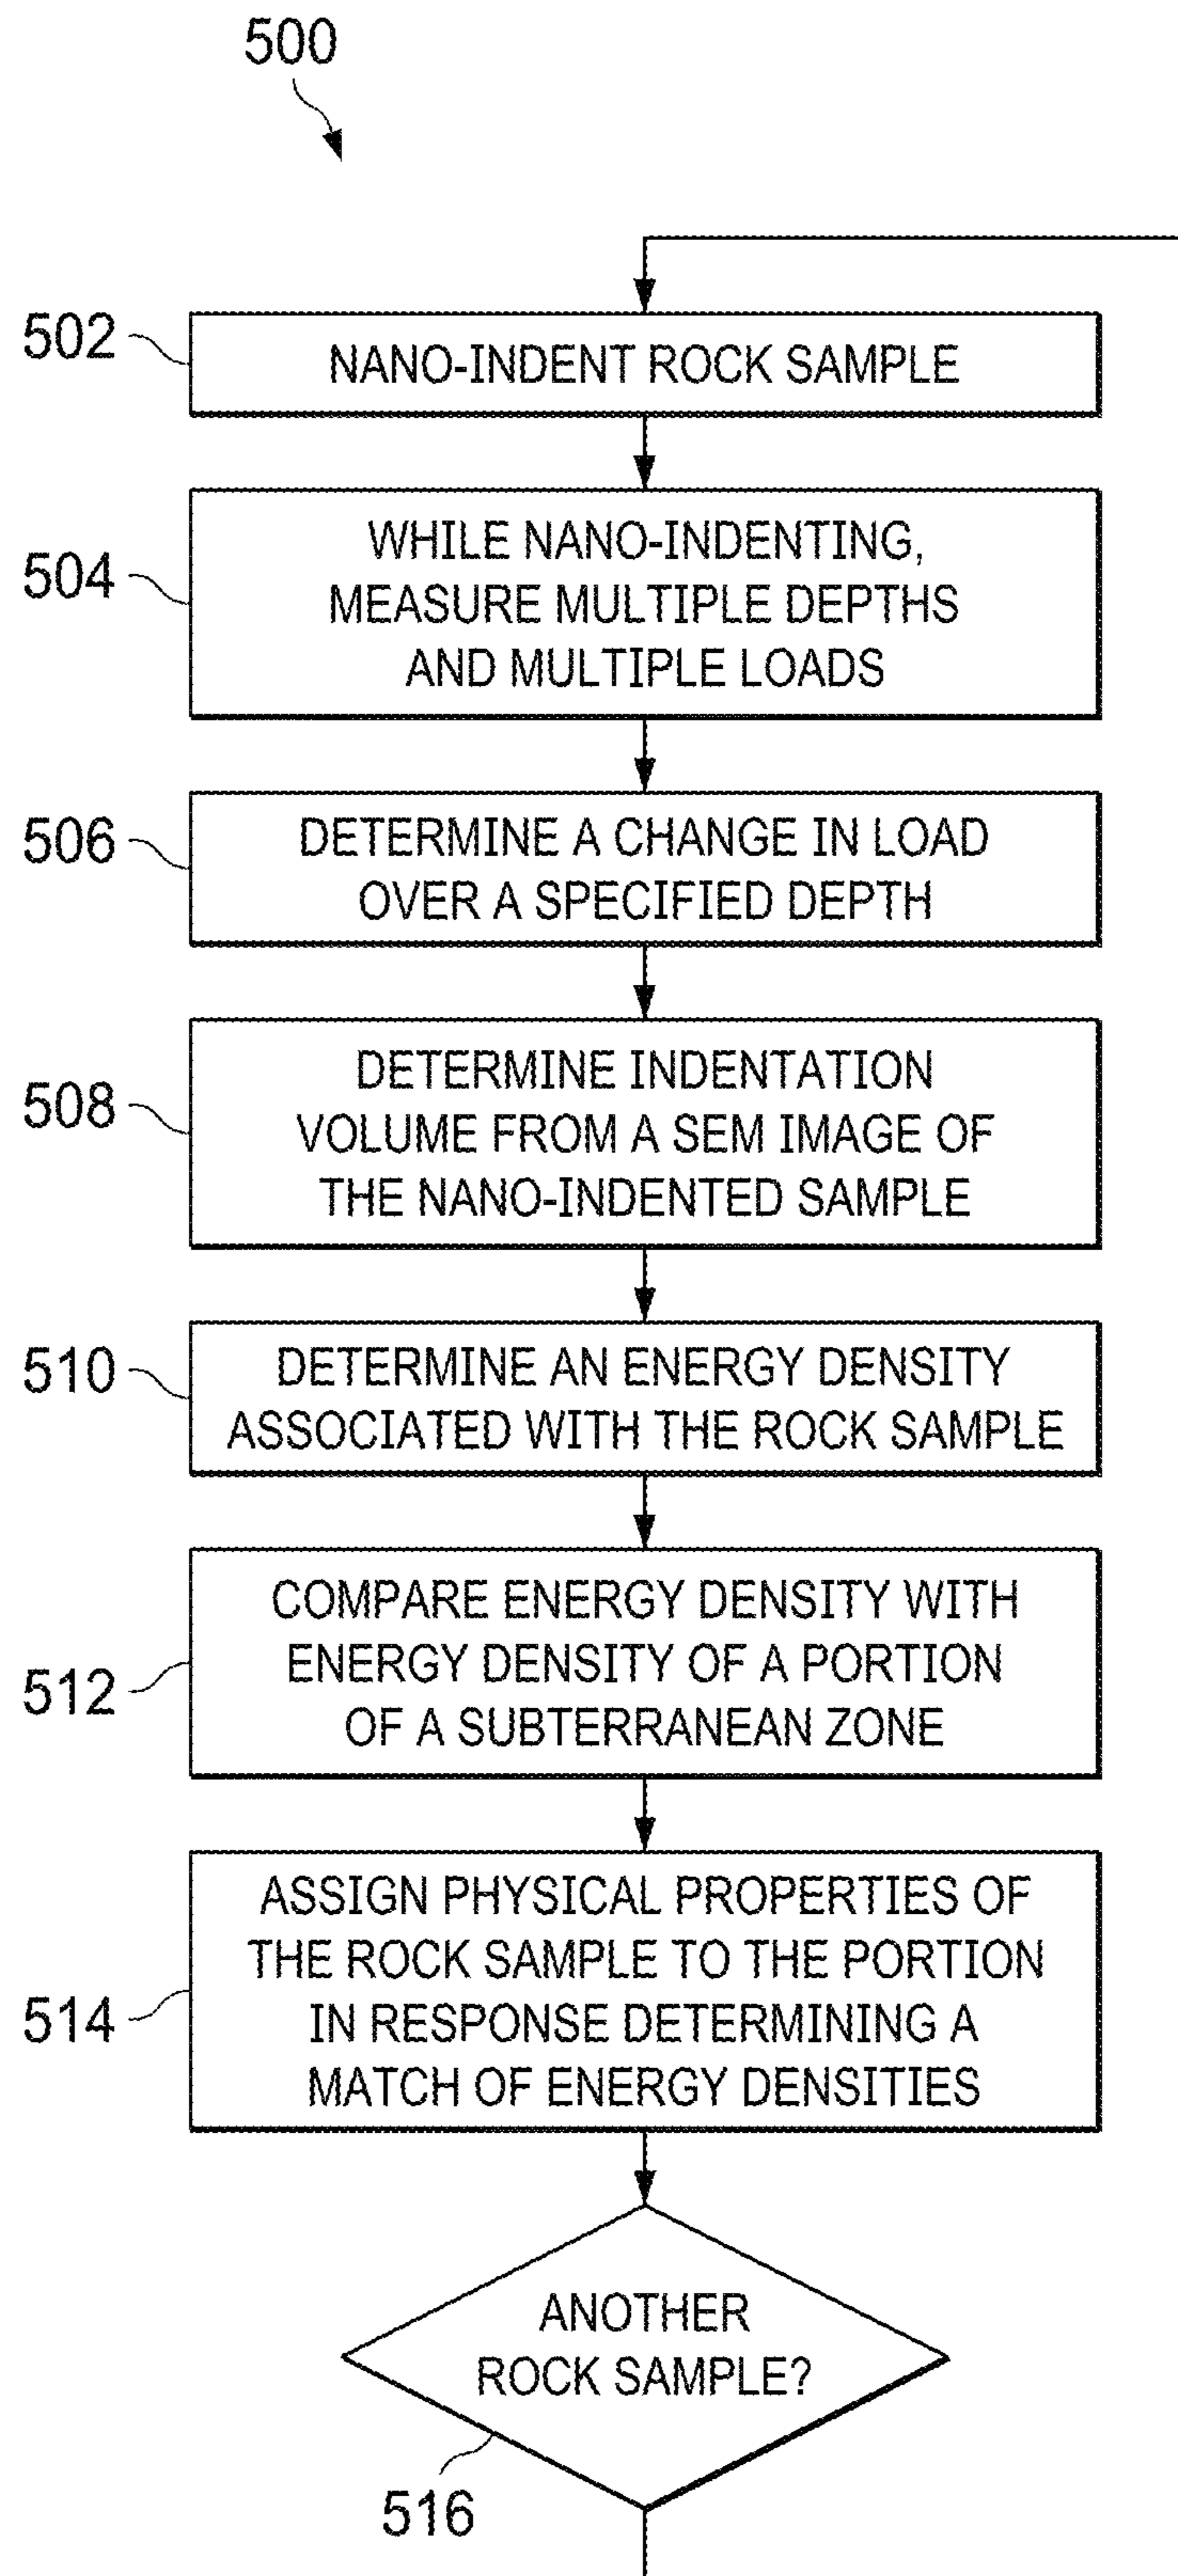 500
502
NANO-INDENT ROCK SAMPLE
504
WHILE NANO-INDENTING,
MEASURE MULTIPLE DEPTHS
AND MULTIPLE LOADS
506
DETERMINE A CHANGE IN LOAD
OVER A SPECIFIED DEPTH
508
DETERMINE INDENTATION
VOLUME FROM A SEM IMAGE OF
THE NANO-INDENTED SAMPLE
510
DETERMINE AN ENERGY DENSITY
ASSOCIATED WITH THE ROCK SAMPLE
512
COMPARE ENERGY DENSITY WITH
ENERGY DENSITY OF A PORTION
OF A SUBTERRANEAN ZONE
514
ASSIGN PHYSICAL PROPERTIES OF
THE ROCK SAMPLE TO THE PORTION
IN RESPONSE DETERMINING A
MATCH OF ENERGY DENSITIES
ANOTHER
ROCK SAMPLE?
516